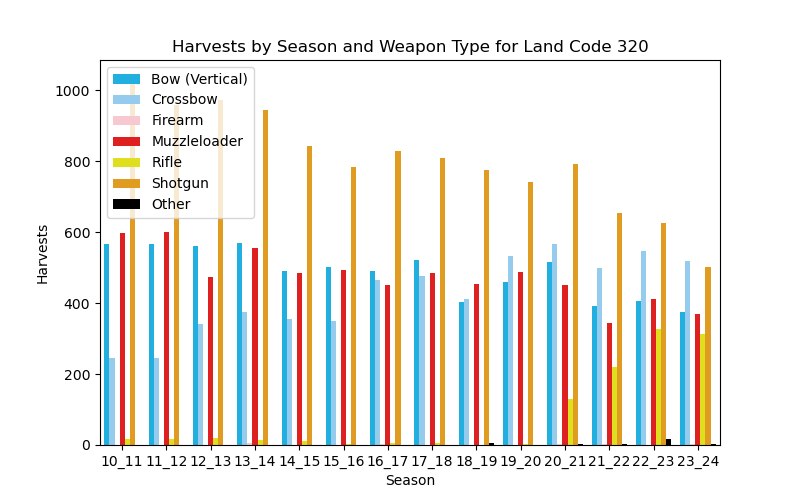 Harvests by Season and Weapon Type for Land Code 320
Bow (Vertical)
Crossbow
Firearm
Muzzleloader
Rifle
Shotgun
Other
Harvests
1000
800
600
400
200
0
10_11 11_12 12_13 13_14 14_15 15_16 16_17 17_18 18_19 19_20 20_21 21_22 22_23 23_24
Season